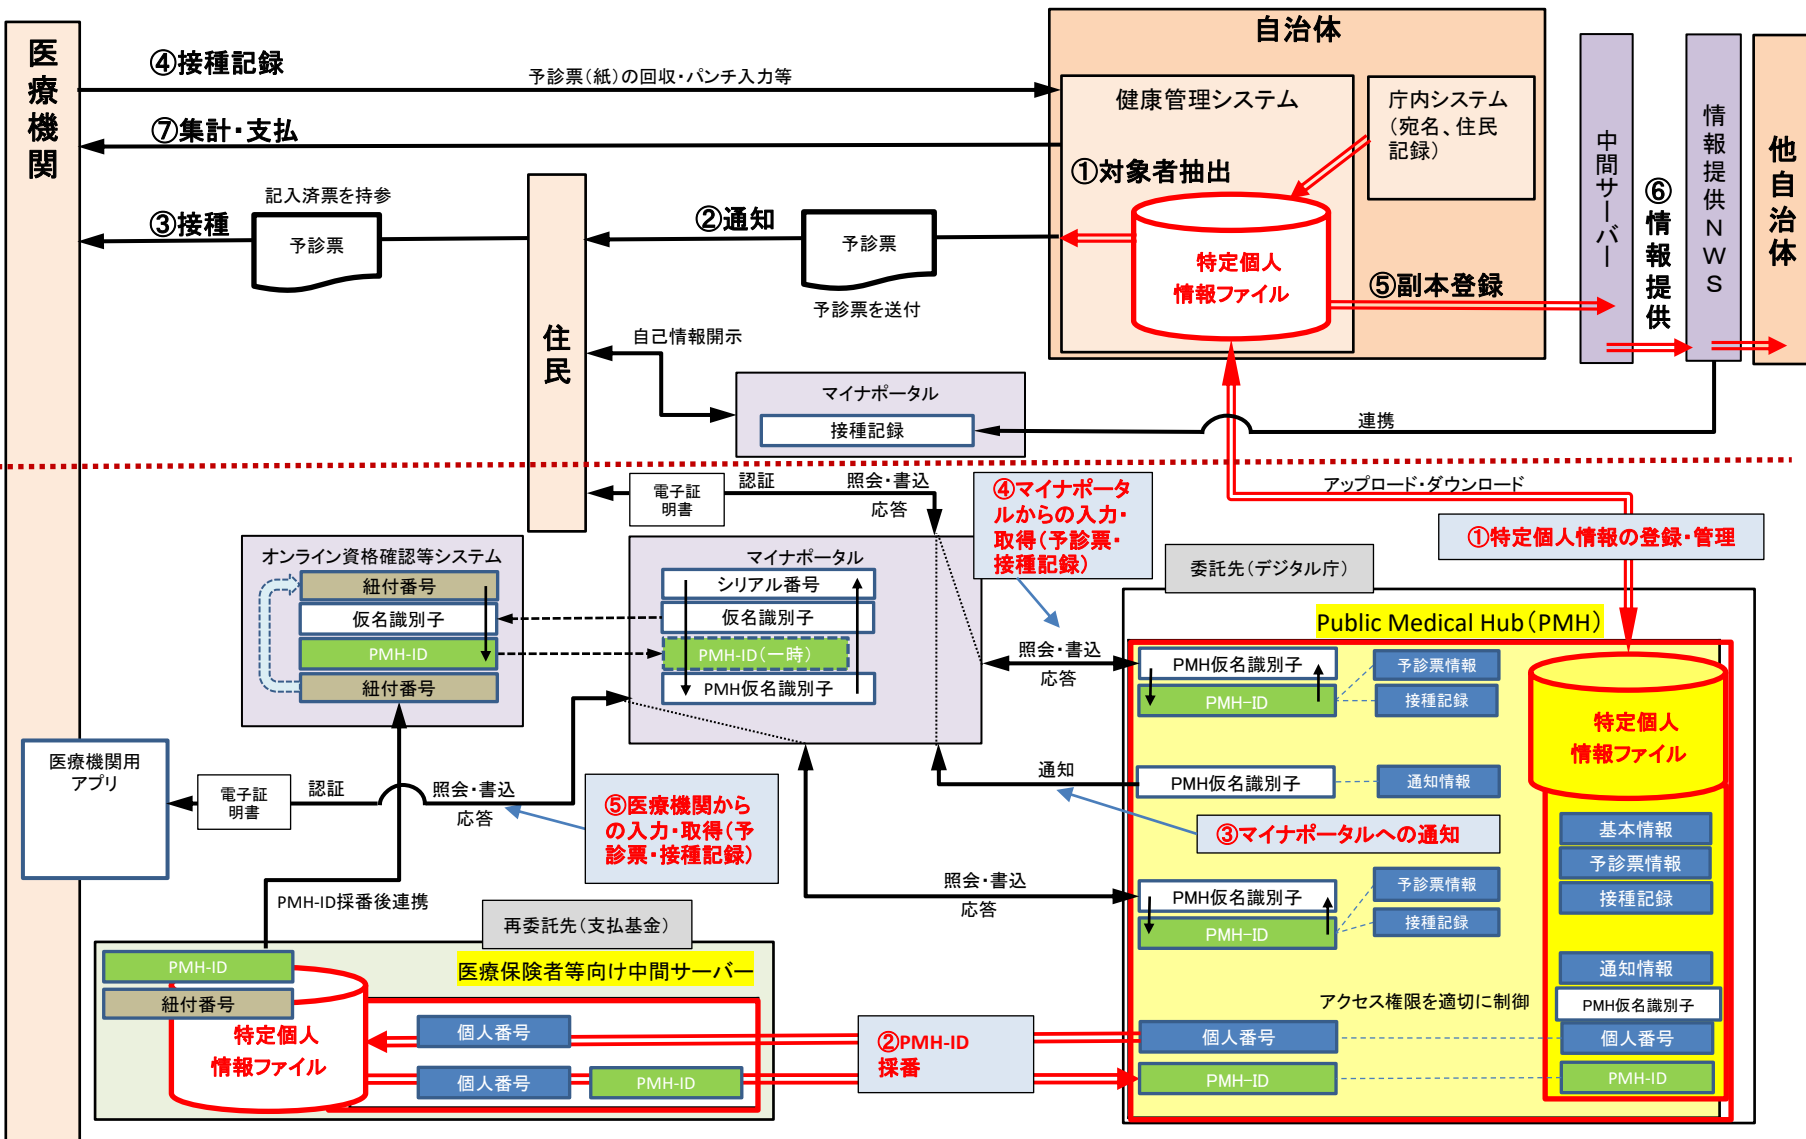 医療機関
④接種記録
予診票(紙)の回収・パンチ入力等
⑦集計・支払
記入済票を持参
③接種
予診票
②通知
予診票
予診票を送付
住民
自己情報開示
自治体
健康管理システム
庁内システム
(宛名、住民
記録)
①対象者抽出
特定個人
情報ファイル
⑤副本登録
中間サーバー
⑥情報提供
情報提供NWS
他自治体
マイナポータル
接種記録
連携
アップロード・ダウンロード
電子証
明書
認証
照会・書込
応答
④マイナポータ
ルからの入力・
取得(予診票・
接種記録)
①特定個人情報の登録・管理
オンライン資格確認等システム
紐付番号
仮名識別子
PMH-ID
紐付番号
マイナポータル
シリアル番号
仮名識別子
PMH-ID(一時)
PMH仮名識別子
委託先(デジタル庁)
Public Medical Hub(PMH)
照会・書込
応答
PMH仮名識別子
PMH-ID
予診票情報
接種記録
特定個人
情報ファイル
医療機関用
アプリ
電子証
明書
認証
照会・書込
応答
⑤医療機関から
の入力・取得(予
診票・接種記録)
通知
PMH仮名識別子
通知情報
③マイナポータルへの通知
基本情報
予診票情報
接種記録
照会・書込
応答
PMH仮名識別子
PMH-ID
予診票情報
接種記録
PMH-ID採番後連携
再委託先(支払基金)
医療保険者等向け中間サーバー
PMH-ID
紐付番号
特定個人
情報ファイル
個人番号
個人番号
PMH-ID
②PMH-ID
採番
アクセス権限を適切に制御
通知情報
PMH仮名識別子
個人番号
個人番号
PMH-ID
PMH-ID